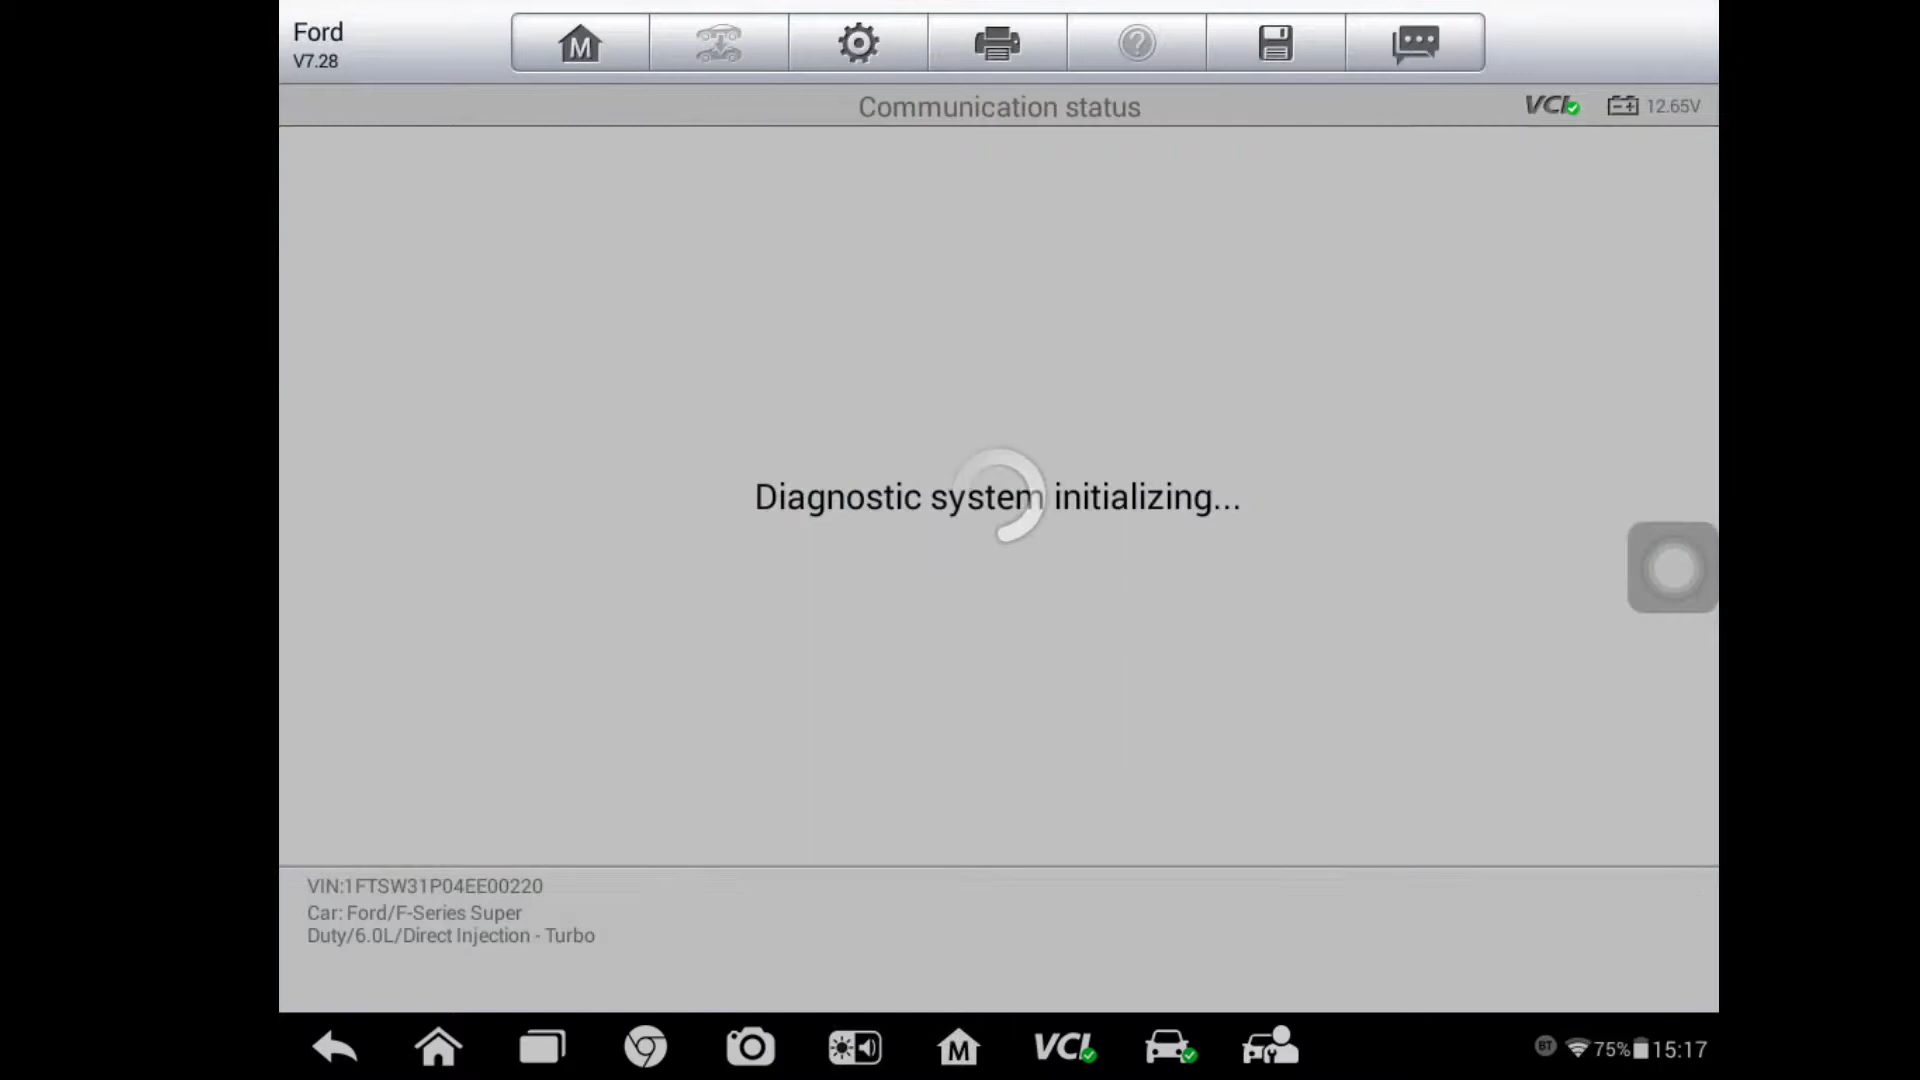 Ford
V7.28
M
?
Communication status
VCI
12.65V
Diagnostic system initializing...
VIN:1FTSW31P04EE00220
Car: Ford/F-Series Super
Duty/6.0L/Direct Injection - Turbo
M
VCI
BT
75%
15:17